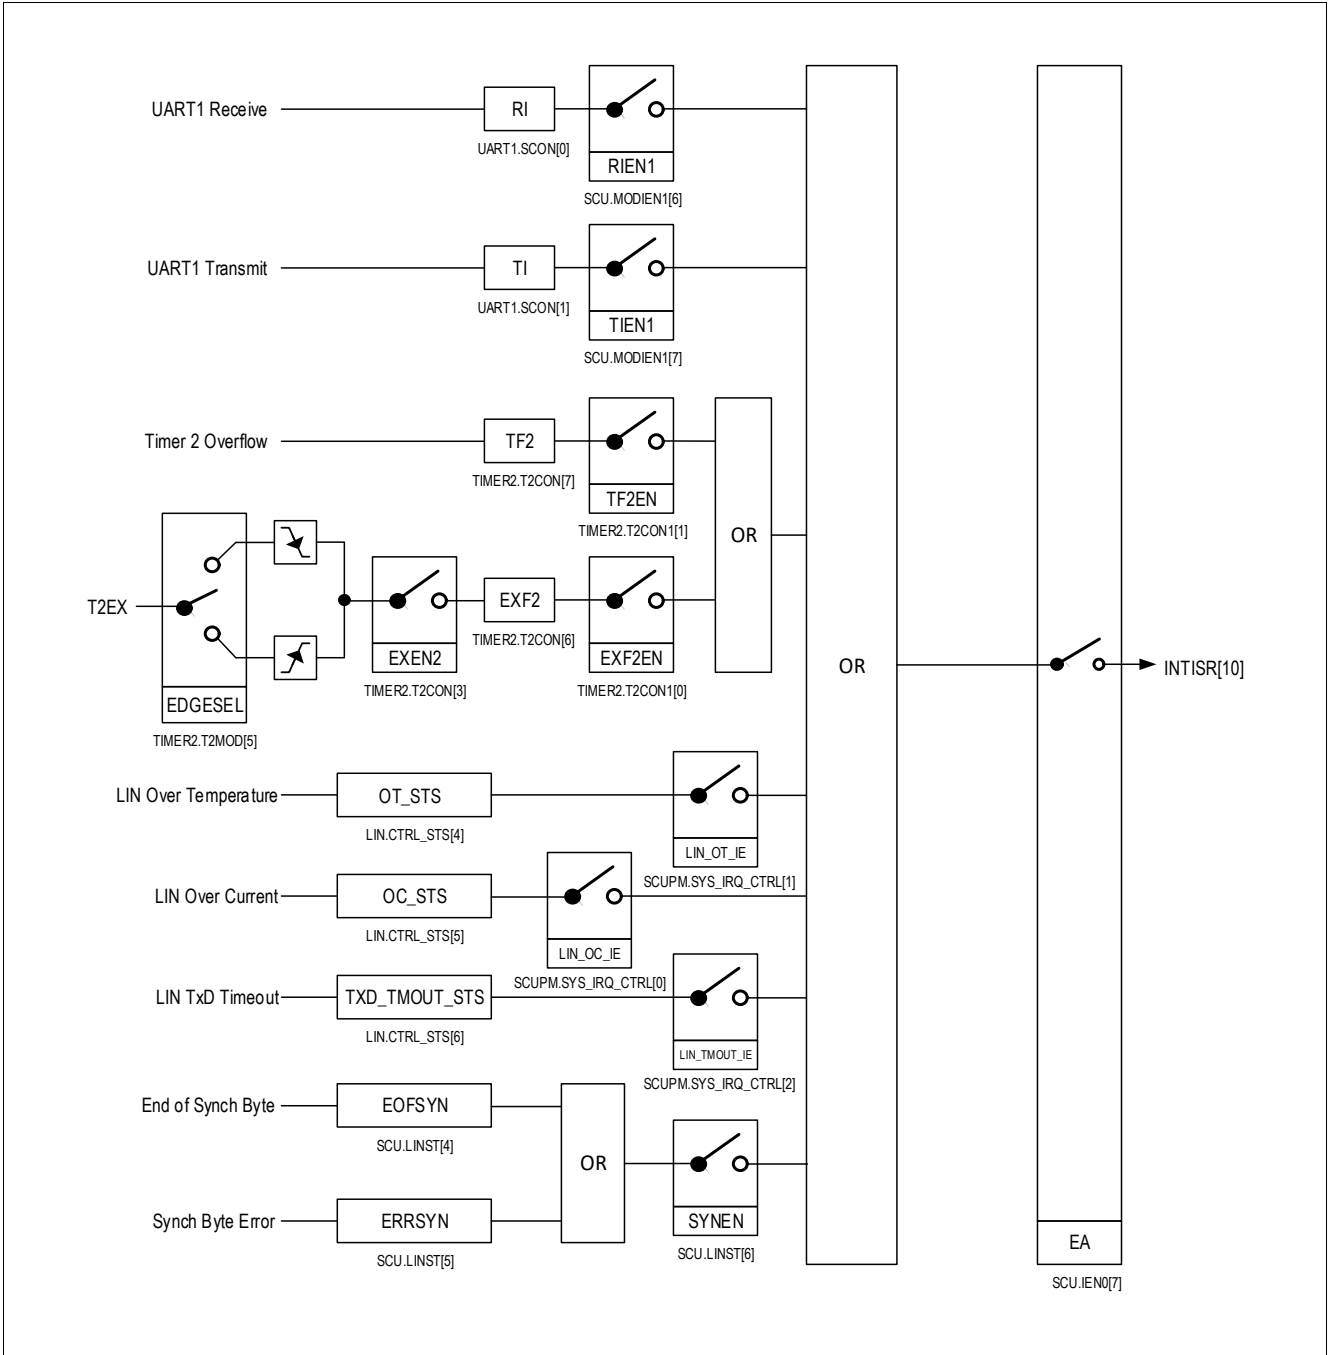 UART1 Receive
RI
UART1.SCON[0]
RIEN1
SCU.MODIEN1[6]
UART1 Transmit
TI
UART1.SCON[1]
TIEN1
SCU.MODIEN1[7]
Timer 2 Overflow
TF2
TIMER2.T2CON[7]
TF2EN
TIMER2.T2CON1[1]
OR
T2EX
EDGESEL
TIMER2.T2MOD[5]
EXEN2
TIMER2.T2CON[3]
EXF2
TIMER2.T2CON[6]
EXF2EN
TIMER2.T2CON1[0]
OR
INTISR[10]
LIN Over Temperature
OT_STS
LIN.CTRL_STS[4]
LIN_OT_IE
SCUPM.SYS_IRQ_CTRL[1]
LIN Over Current
OC_STS
LIN.CTRL_STS[5]
LIN_OC_IE
SCUPM.SYS_IRQ_CTRL[0]
LIN TxD Timeout
TXD_TMOUT_STS
LIN.CTRL_STS[6]
LIN_TMOUT_IE
SCUPM.SYS_IRQ_CTRL[2]
End of Synch Byte
EOFSYN
SCU.LINST[4]
OR
Synch Byte Error
ERRSYN
SCU.LINST[5]
SYNEN
SCU.LINST[6]
EA
SCU.IEN0[7]